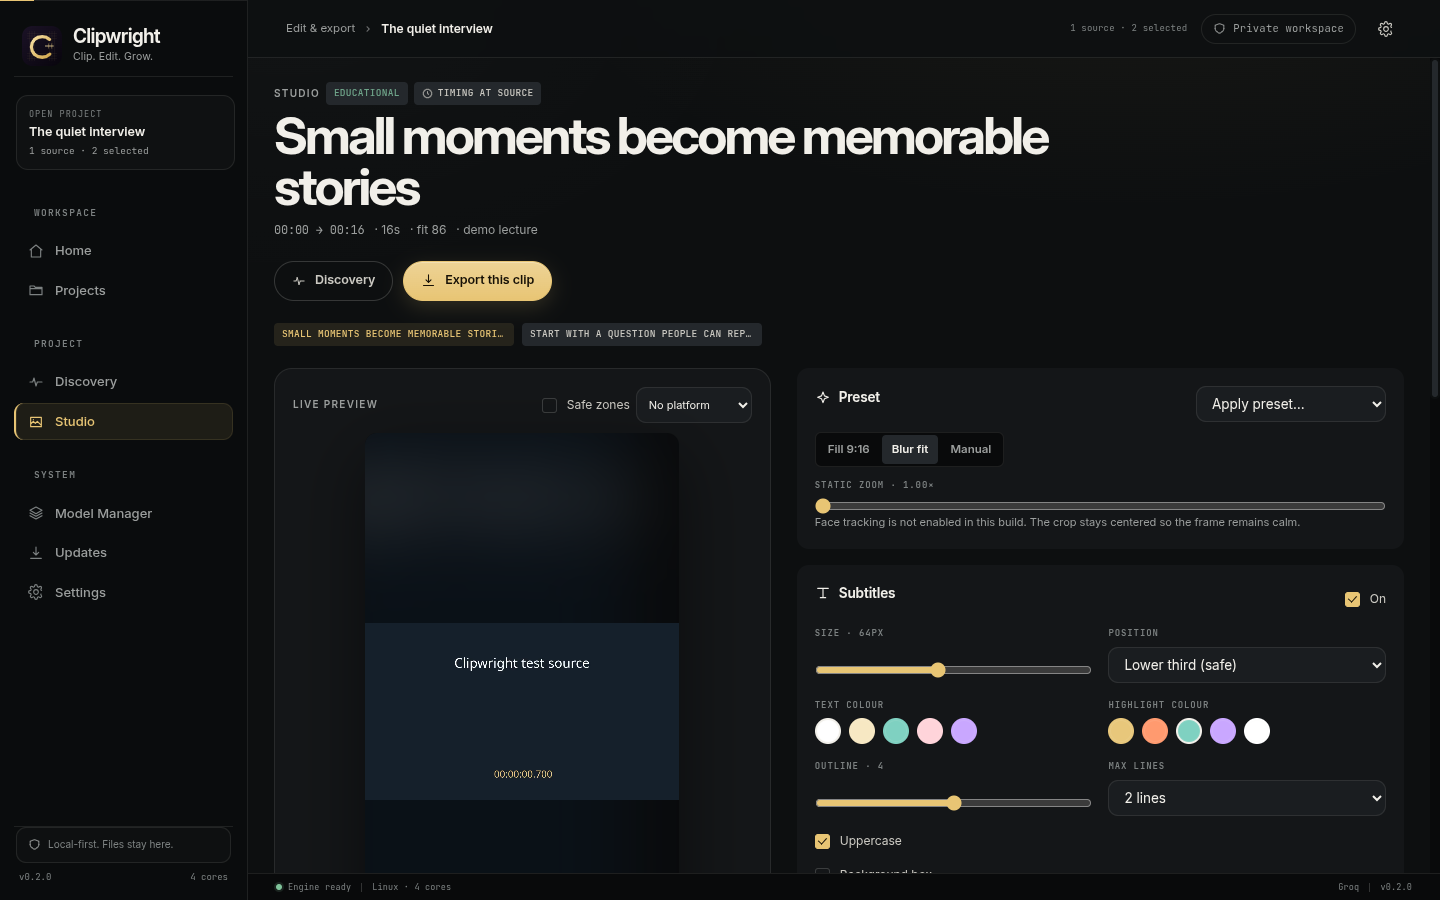 Clipwright
Clip. Edit. Grow.
OPEN PROJECT
The quiet interview
1 source · 2 selected
WORKSPACE
Home
Projects
PROJECT
Discovery
Studio
SYSTEM
Model Manager
Updates
Settings
Local-first. Files stay here.
v0.2.0
4 cores
Edit & export › The quiet interview
1 source · 2 selected
Private workspace
STUDIO
EDUCATIONAL
TIMING AT SOURCE
Small moments become memorable
stories
00:00 → 00:16 · 16s · fit 86 · demo lecture
Discovery
Export this clip
SMALL MOMENTS BECOME MEMORABLE STORI…
START WITH A QUESTION PEOPLE CAN REP…
LIVE PREVIEW
Safe zones
No platform
Clipwright test source
00:00:00.700
Preset
Apply preset...
Fill 9:16
Blur fit
Manual
STATIC ZOOM · 1.00×
Face tracking is not enabled in this build. The crop stays centered so the frame remains calm.
Subtitles
On
SIZE · 64PX
POSITION
Lower third (safe)
TEXT COLOUR
HIGHLIGHT COLOUR
OUTLINE · 4
MAX LINES
2 lines
Uppercase
Background box
Engine ready | Linux · 4 cores
Groq | v0.2.0